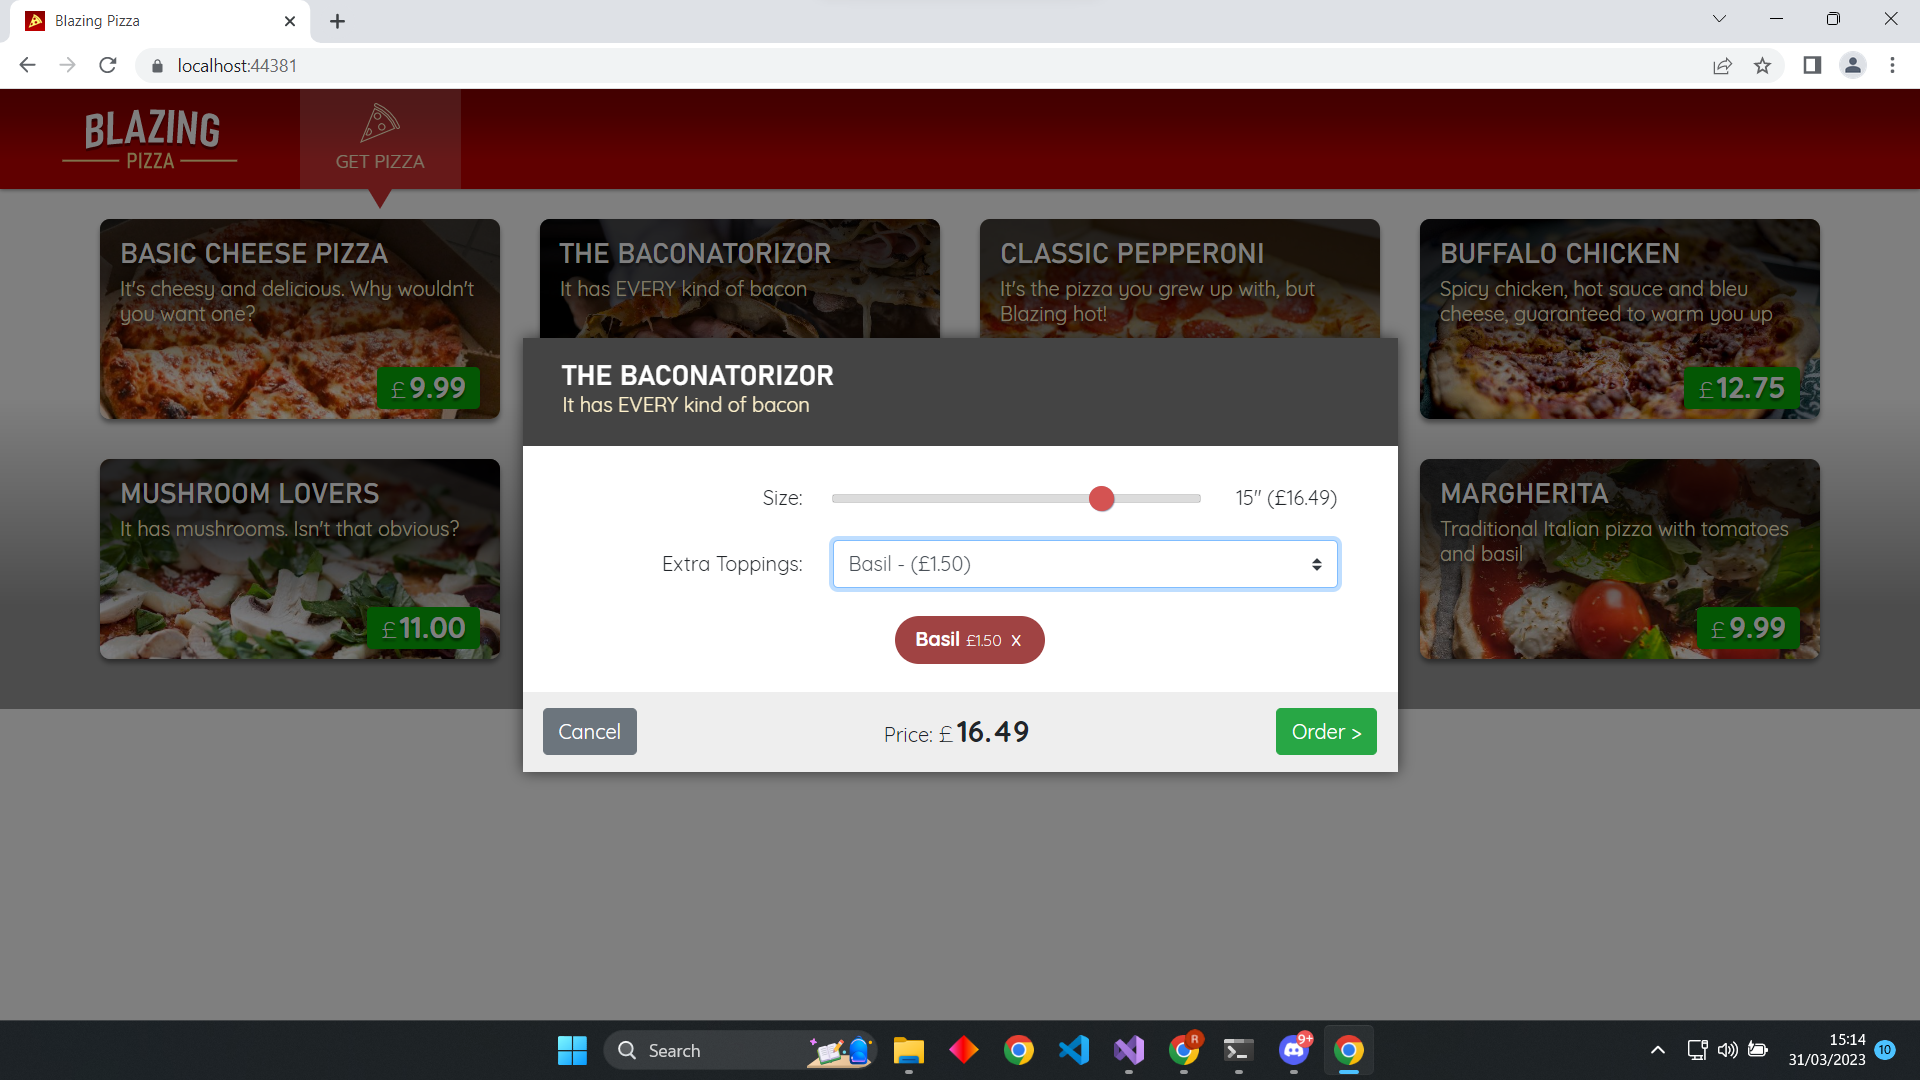 Blazing Pizza
localhost:44381
BLAZING
PIZZA
GET PIZZA
BASIC CHEESE PIZZA
It's cheesy and delicious. Why wouldn't
you want one?
£9.99
THE BACONATORIZOR
It has EVERY kind of bacon
CLASSIC PEPPERONI
It's the pizza you grew up with, but
Blazing hot!
BUFFALO CHICKEN
Spicy chicken, hot sauce and bleu
cheese, guaranteed to warm you up
£12.75
MUSHROOM LOVERS
It has mushrooms. Isn't that obvious?
£11.00
MARGHERITA
Traditional Italian pizza with tomatoes
and basil
£9.99
THE BACONATORIZOR
It has EVERY kind of bacon
Size: 15" (£16.49)
Extra Toppings: Basil - (£1.50)
Basil £1.50 x
Cancel Price: £16.49 Order >
Search
R
9+
15:14
31/03/2023
10